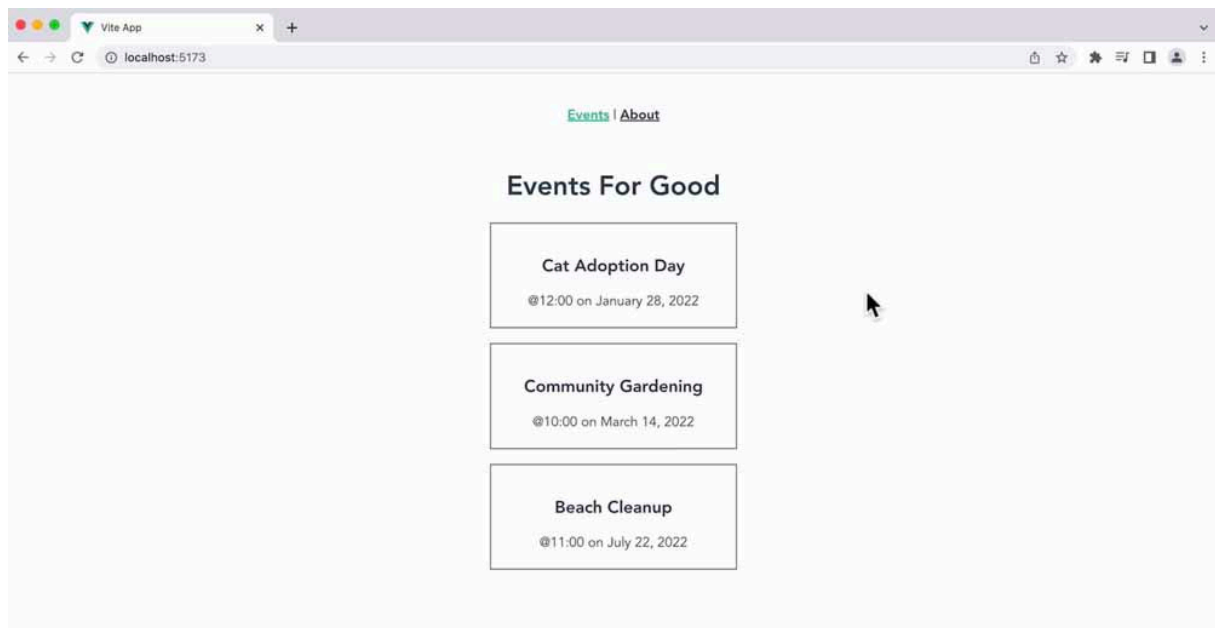 Vite App
localhost:5173
Events | About
Events For Good
Cat Adoption Day
@12:00 on January 28, 2022
Community Gardening
@10:00 on March 14, 2022
Beach Cleanup
@11:00 on July 22, 2022